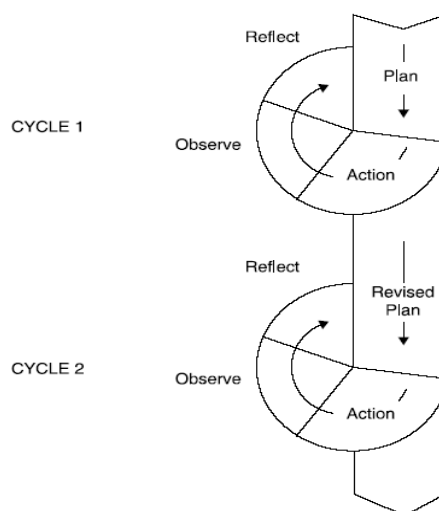 Reflect
Plan
CYCLE 1
Observe
Action
Reflect
Revised
Plan
CYCLE 2
Observe
Action